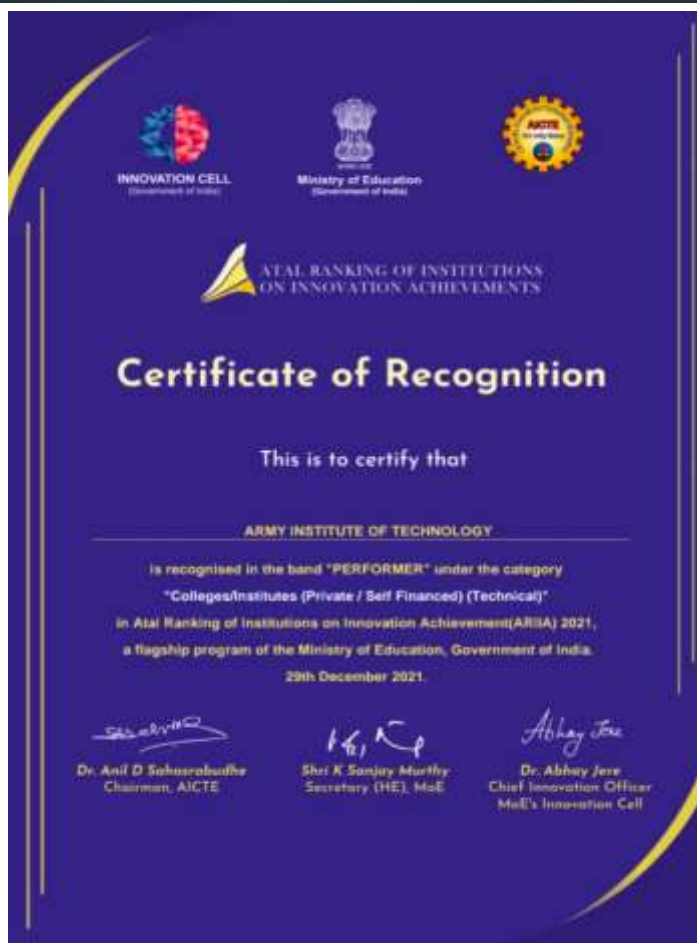 INNOVATION CELL
(Government of India)
Ministry of Education
(Government of India)
AICTE
ATAL RANKING OF INSTITUTIONS
ON INNOVATION ACHIEVEMENTS
Certificate of Recognition
This is to certify that
ARMY INSTITUTE OF TECHNOLOGY
is recognised in the band "PERFORMER" under the category
"Colleges/Institutes (Private / Self Financed) (Technical)"
in Atal Ranking of Institutions on Innovation Achievement(ARIIA) 2021,
a flagship program of the Ministry of Education, Government of India.
29th December 2021.
Abhay Jere
Dr. Anil D Sahasrabudhe
Chairman, AICTE
Shri K Sanjay Murthy
Secretary (HE), MoE
Dr. Abhay Jere
Chief Innovation Officer
MoE's Innovation Cell